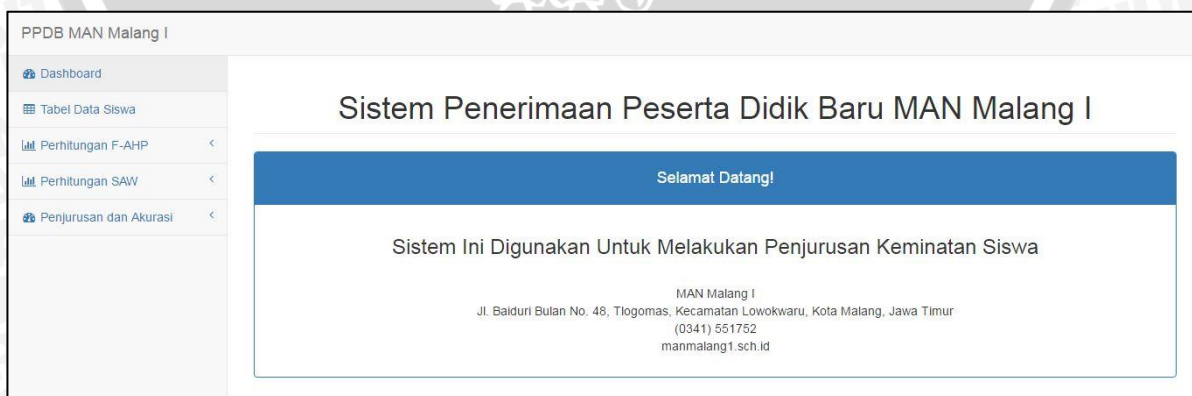 PPDB MAN Malang I
Dashboard
Tabel Data Siswa
Perhitungan F-AHP
Perhitungan SAW
Penjurusan dan Akurasi
Sistem Penerimaan Peserta Didik Baru MAN Malang I
Selamat Datang!
Sistem Ini Digunakan Untuk Melakukan Penjurusan Keminatan Siswa
MAN Malang I
Jl. Baiduri Bulan No. 48, Tlogomas, Kecamatan Lowokwaru, Kota Malang, Jawa Timur
(0341) 551752
manmalang1.sch.id